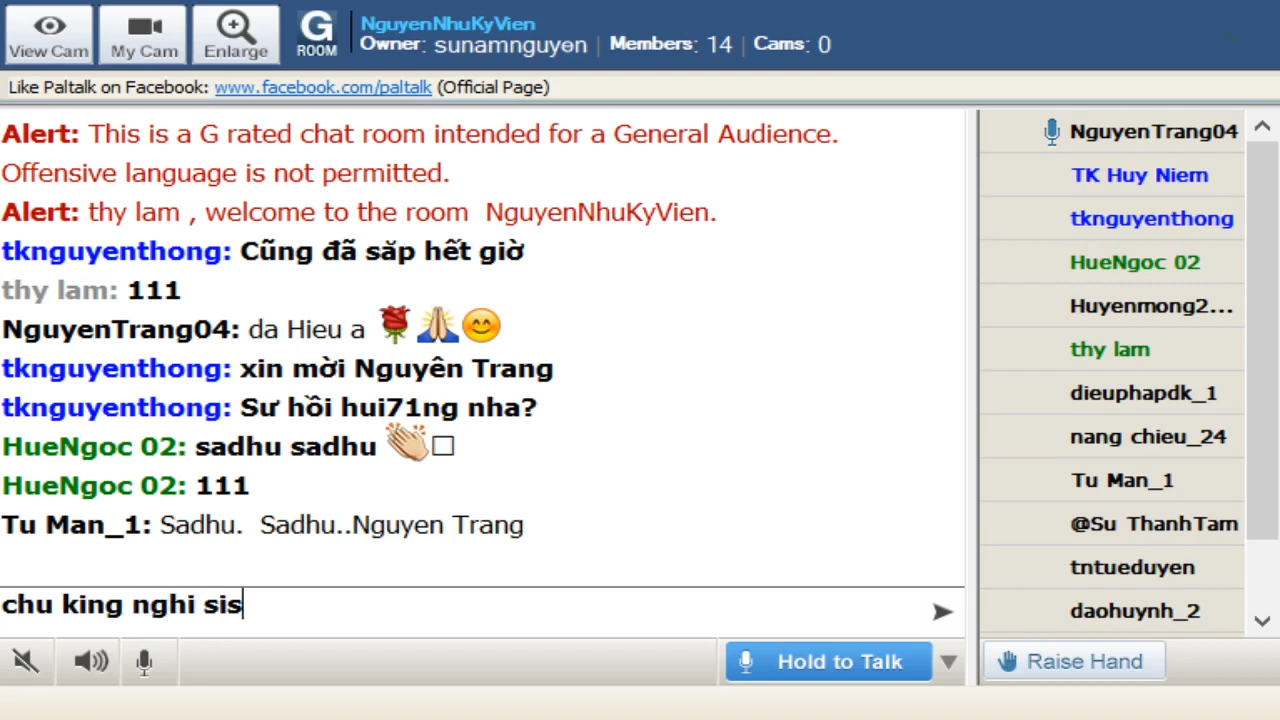 View Cam
My Cam
Enlarge
G
ROOM
NguyenNhuKyVien
Owner: sunamnguyen | Members: 14 | Cams: 0
Like Paltalk on Facebook: www.facebook.com/paltalk (Official Page)
Alert: This is a G rated chat room intended for a General Audience.
Offensive language is not permitted.
Alert: thy lam , welcome to the room  NguyenNhuKyVien.
tknguyenthong: Cũng đã săp hết giờ
thy lam: 111
NguyenTrang04: da Hieu a
tknguyenthong: xin mời Nguyên Trang
tknguyenthong: Sư hồi hui71ng nha?
HueNgoc 02: sadhu sadhu
HueNgoc 02: 111
Tu Man_1: Sadhu.  Sadhu..Nguyen Trang
chu king nghi sis
Hold to Talk
NguyenTrang04
TK Huy Niem
tknguyenthong
HueNgoc 02
Huyenmong2...
thy lam
dieuphapdk_1
nang chieu_24
Tu Man_1
@Su ThanhTam
tntueduyen
daohuynh_2
Raise Hand